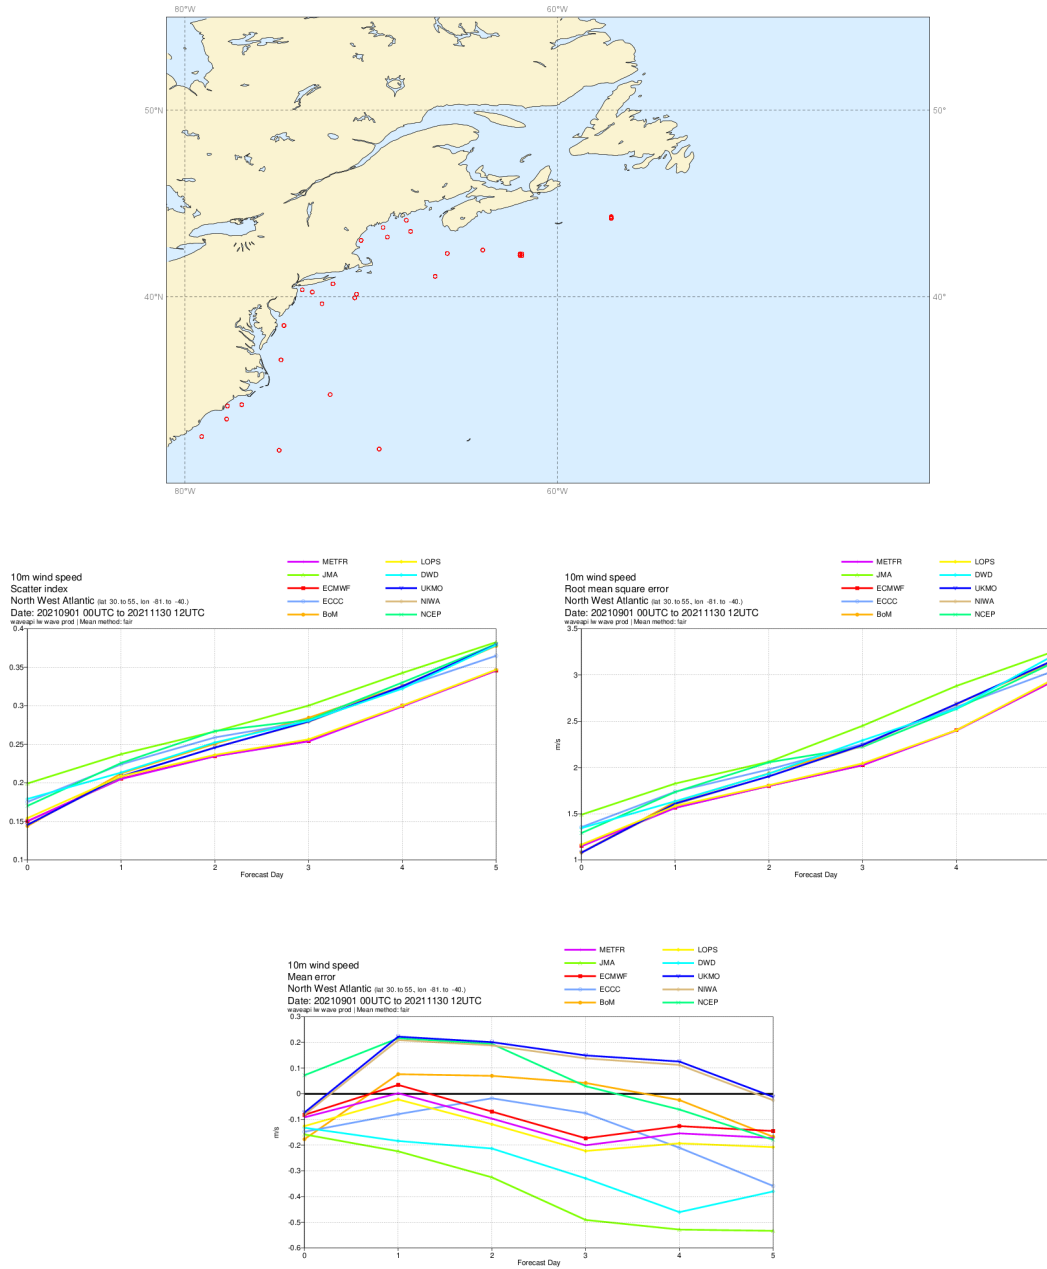 80°W 60°W
50°N 50°
40°N 40°
80°W 60°W
METFR LOPS
JMA DWD
ECMWF UKMO
ECCC NIWA
BoM NCEP
10m wind speed
Scatter index
North West Atlantic (lat 30. to 55., lon -81. to -40.)
Date: 20210901 00UTC to 20211130 12UTC
waveapi lw wave prod | Mean method: fair
0.4
0.35
0.3
0.25
0.2
0.15
0.1
0 1 2 3 4 5
Forecast Day
METFR LOPS
JMA DWD
ECMWF UKMO
ECCC NIWA
BoM NCEP
10m wind speed
Root mean square error
North West Atlantic (lat 30. to 55., lon -81. to -40.)
Date: 20210901 00UTC to 20211130 12UTC
waveapi lw wave prod | Mean method: fair
3.5
3
2.5
2
1.5
1
m/s
0 1 2 3 4
Forecast Day
METFR LOPS
JMA DWD
ECMWF UKMO
ECCC NIWA
BoM NCEP
10m wind speed
Mean error
North West Atlantic (lat 30. to 55., lon -81. to -40.)
Date: 20210901 00UTC to 20211130 12UTC
waveapi lw wave prod | Mean method: fair
0.3
0.2
0.1
0
-0.1
-0.2
-0.3
-0.4
-0.5
-0.6
m/s
0 1 2 3 4 5
Forecast Day